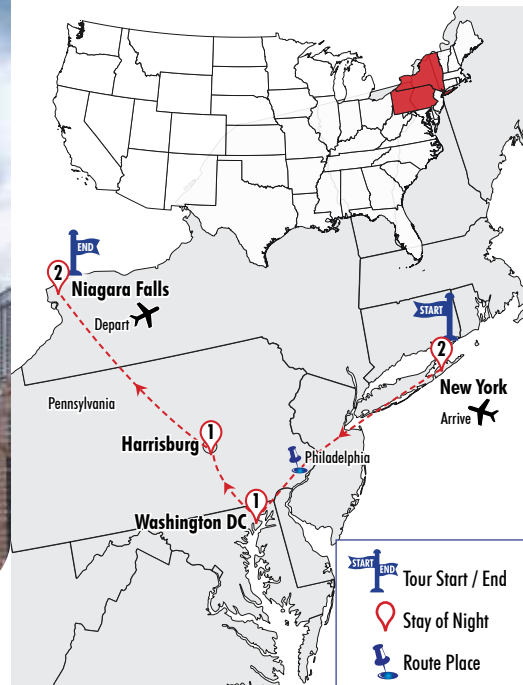 END
2
Niagara Falls
Depart
START
2
New York
Arrive
Pennsylvania
1
Harrisburg
Philadelphia
1
Washington DC
START
END
Tour Start / End
Stay of Night
Route Place